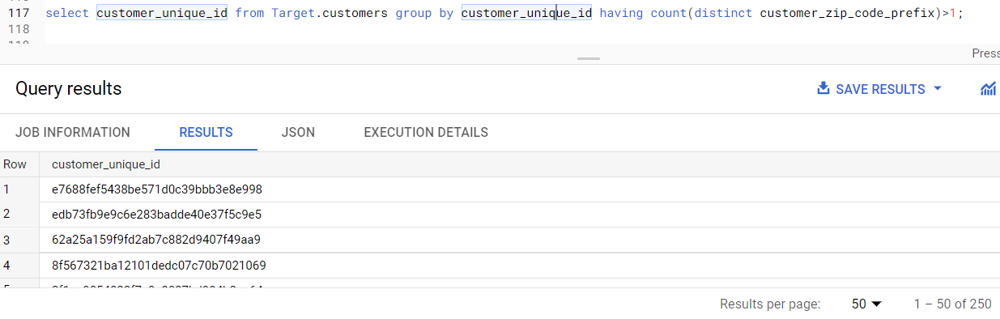 117 select customer_unique_id from Target.customers group by customer_unique_id having count(distinct customer_zip_code_prefix)>1;
118
Press
Query results
SAVE RESULTS
JOB INFORMATION RESULTS JSON EXECUTION DETAILS
Row customer_unique_id
1 e7688fef5438be571d0c39bbb3e8e998
2 edb73fb9e9c6e283badde40e37f5c9e5
3 62a25a159f9fd2ab7c882d9407f49aa9
4 8f567321ba12101dedc07c70b7021069
Results per page: 50 1 – 50 of 250